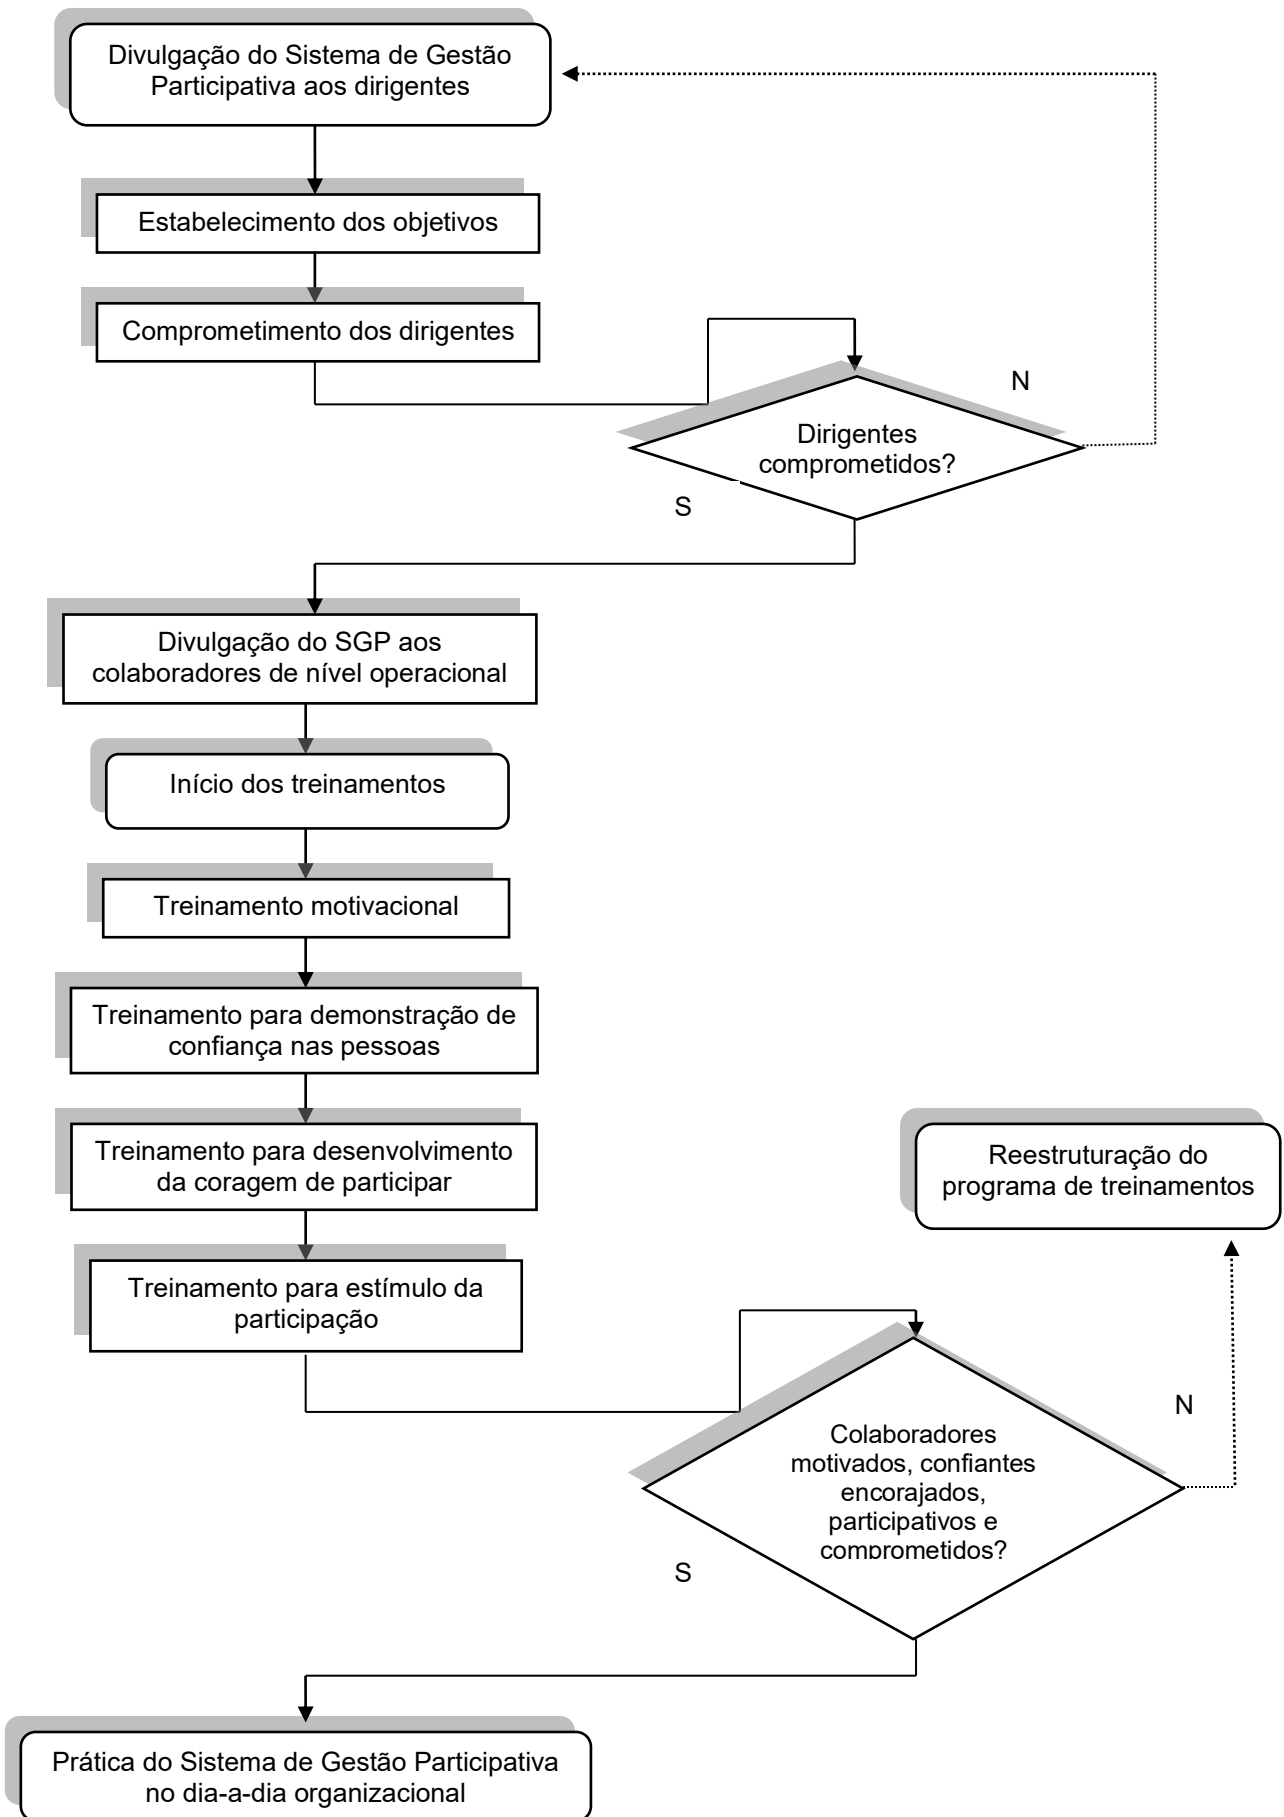 Divulgação do Sistema de Gestão
Participativa aos dirigentes
Estabelecimento dos objetivos
Comprometimento dos dirigentes
N
Dirigentes
comprometidos?
S
Divulgação do SGP aos
colaboradores de nível operacional
Início dos treinamentos
Treinamento motivacional
Treinamento para demonstração de
confiança nas pessoas
Treinamento para desenvolvimento
da coragem de participar
Reestruturação do
programa de treinamentos
Treinamento para estímulo da
participação
N
Colaboradores
motivados, confiantes
encorajados,
participativos e
comprometidos?
S
Prática do Sistema de Gestão Participativa
no dia-a-dia organizacional